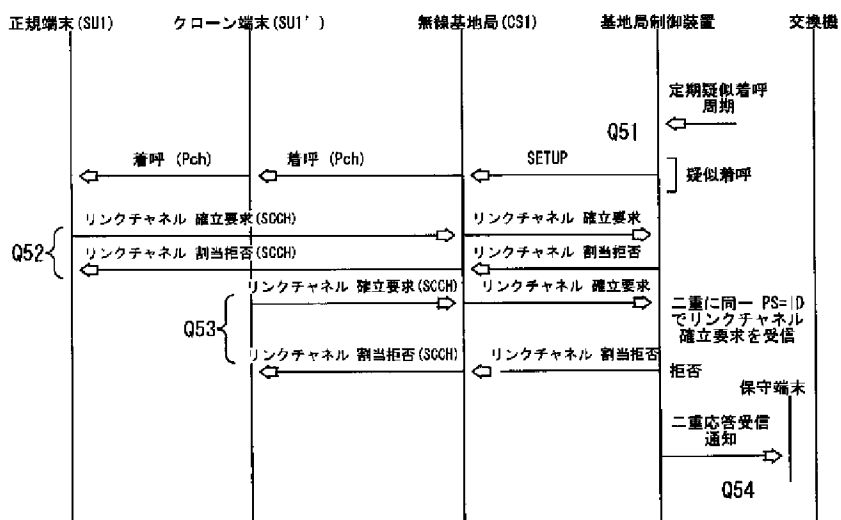 正規端末(SU1)　クローン端末(SU1')　無線基地局(CS1)　基地局制御装置　交換機
定期疑似着呼
周期
Q51
着呼 (Pch)　着呼 (Pch)　SETUP
疑似着呼
リンクチャネル 確立要求(SCCH)　リンクチャネル 確立要求
Q52
リンクチャネル 割当拒否(SCCH)　リンクチャネル 割当拒否
リンクチャネル 確立要求(SCCH)　リンクチャネル 確立要求
二重に同一 PS=ID
でリンクチャネル
確立要求を受信
Q53
リンクチャネル 割当拒否(SCCH)　リンクチャネル 割当拒否
拒否
保守端末
二重応答受信
通知
Q54